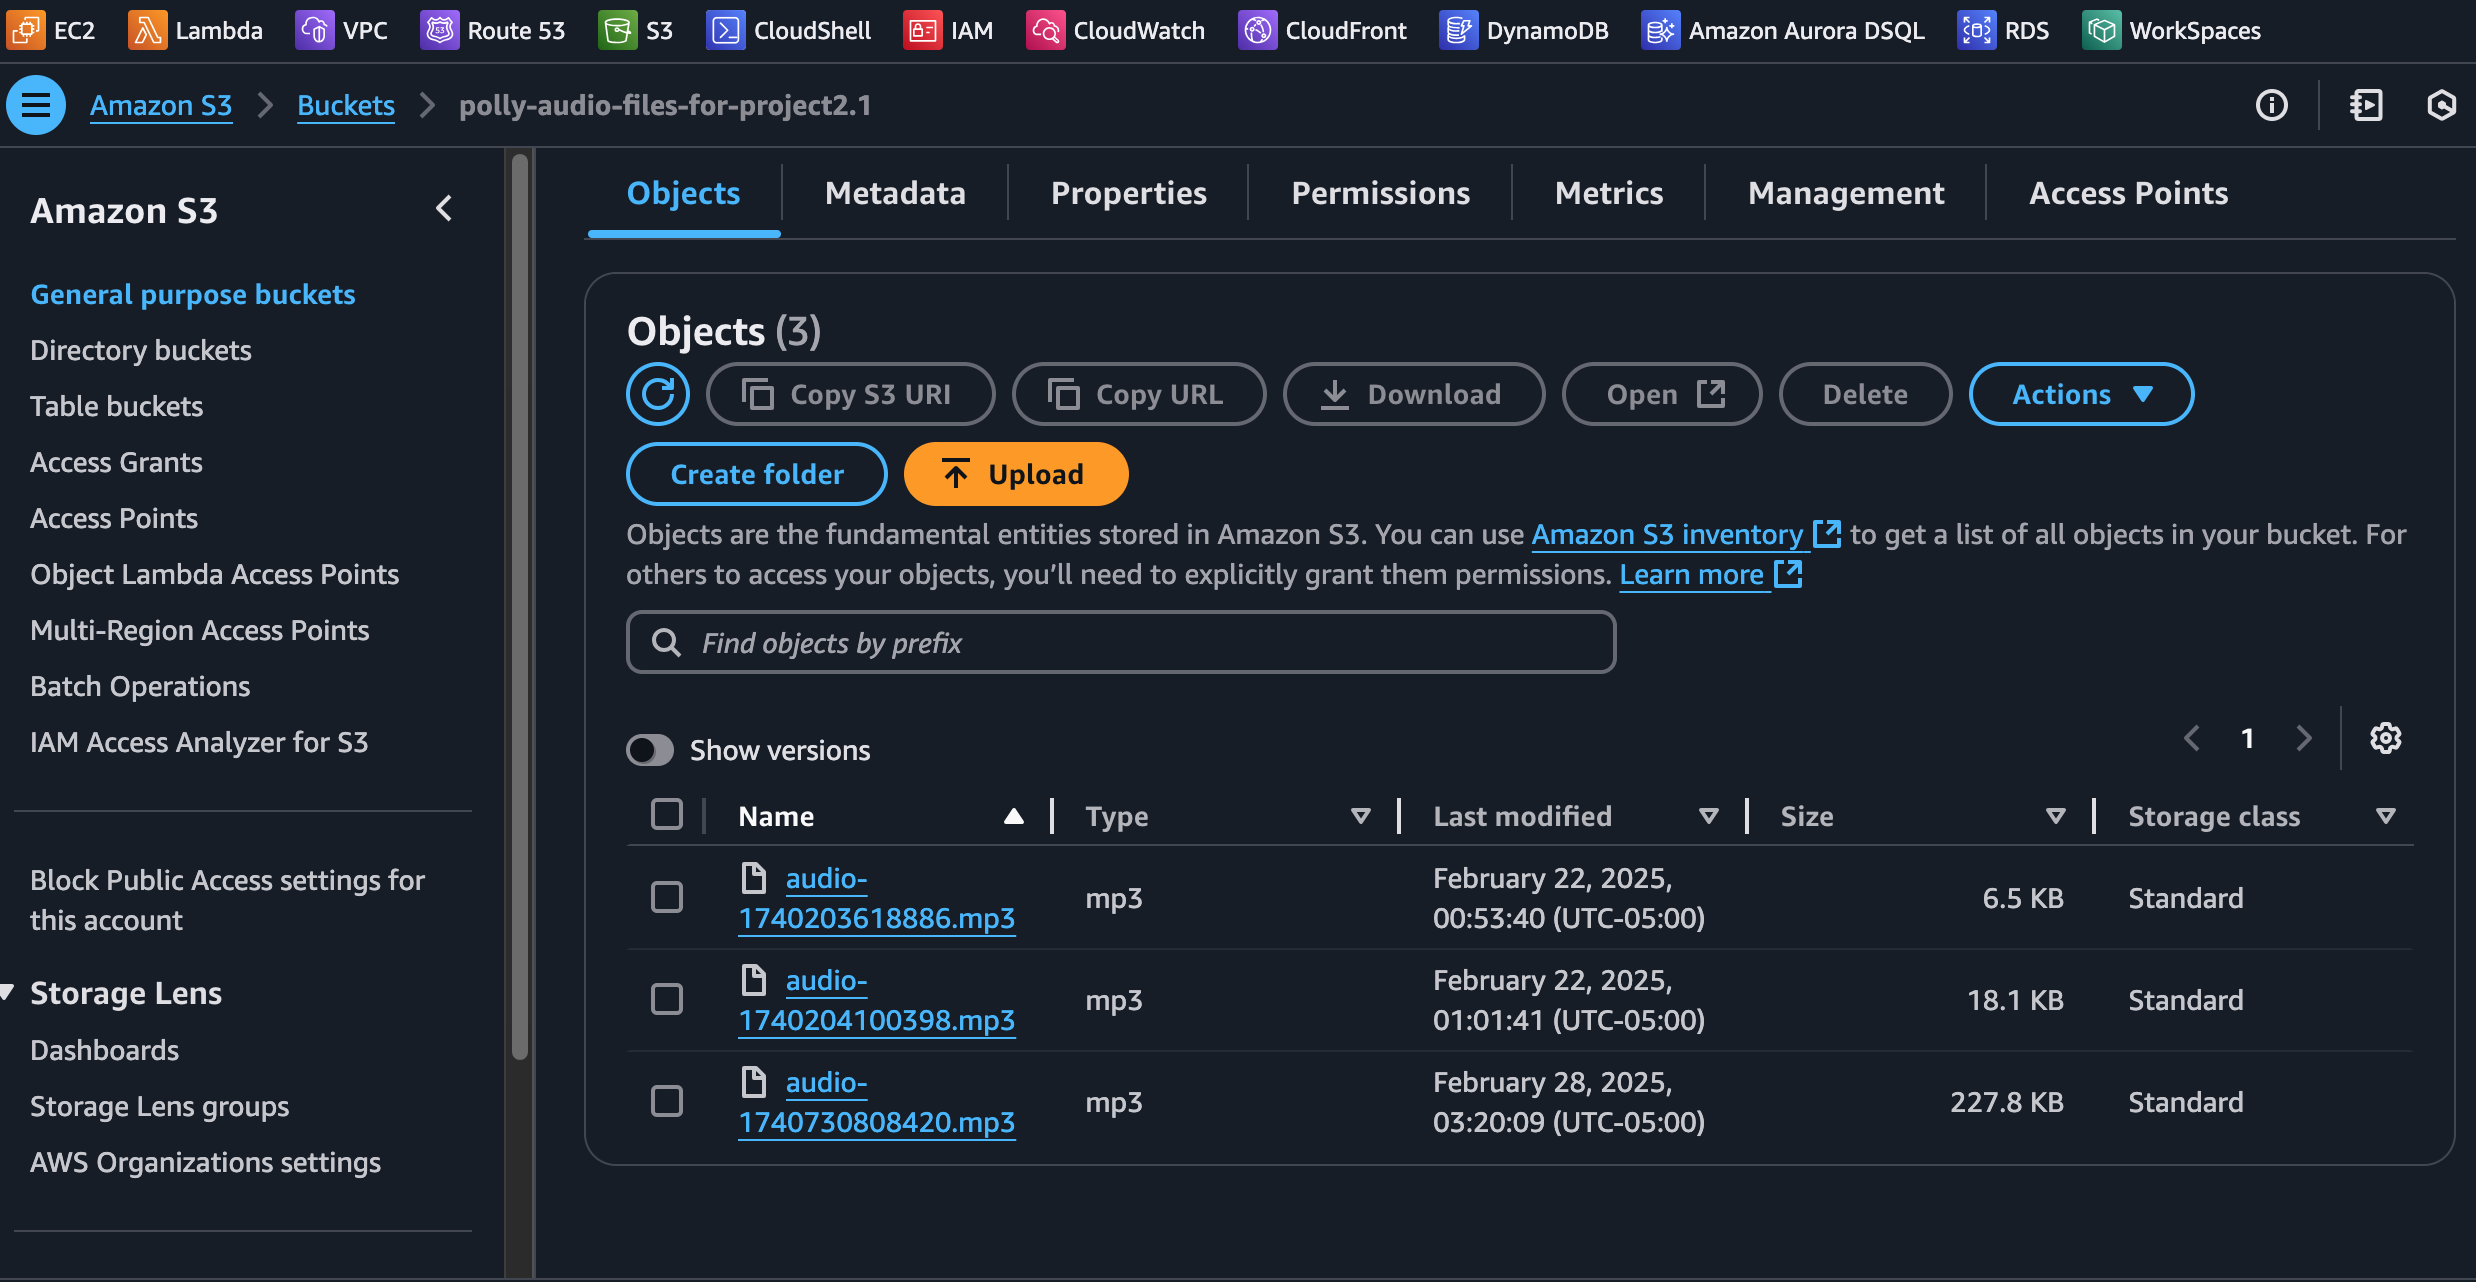 EC2 Lambda VPC Route 53 S3 CloudShell IAM CloudWatch CloudFront DynamoDB Amazon Aurora DSQL RDS WorkSpaces
Amazon S3 Buckets polly-audio-files-for-project2.1
Amazon S3
General purpose buckets
Directory buckets
Table buckets
Access Grants
Access Points
Object Lambda Access Points
Multi-Region Access Points
Batch Operations
IAM Access Analyzer for S3
Block Public Access settings for
this account
Storage Lens
Dashboards
Storage Lens groups
AWS Organizations settings
Objects Metadata Properties Permissions Metrics Management Access Points
Objects (3)
Copy S3 URI Copy URL Download Open Delete Actions
Create folder Upload
Objects are the fundamental entities stored in Amazon S3. You can use Amazon S3 inventory to get a list of all objects in your bucket. For
others to access your objects, you’ll need to explicitly grant them permissions. Learn more
Find objects by prefix
Show versions 1
Name Type Last modified Size Storage class
audio-
1740203618886.mp3 mp3 February 22, 2025,
00:53:40 (UTC-05:00) 6.5 KB Standard
audio-
1740204100398.mp3 mp3 February 22, 2025,
01:01:41 (UTC-05:00) 18.1 KB Standard
audio-
1740730808420.mp3 mp3 February 28, 2025,
03:20:09 (UTC-05:00) 227.8 KB Standard